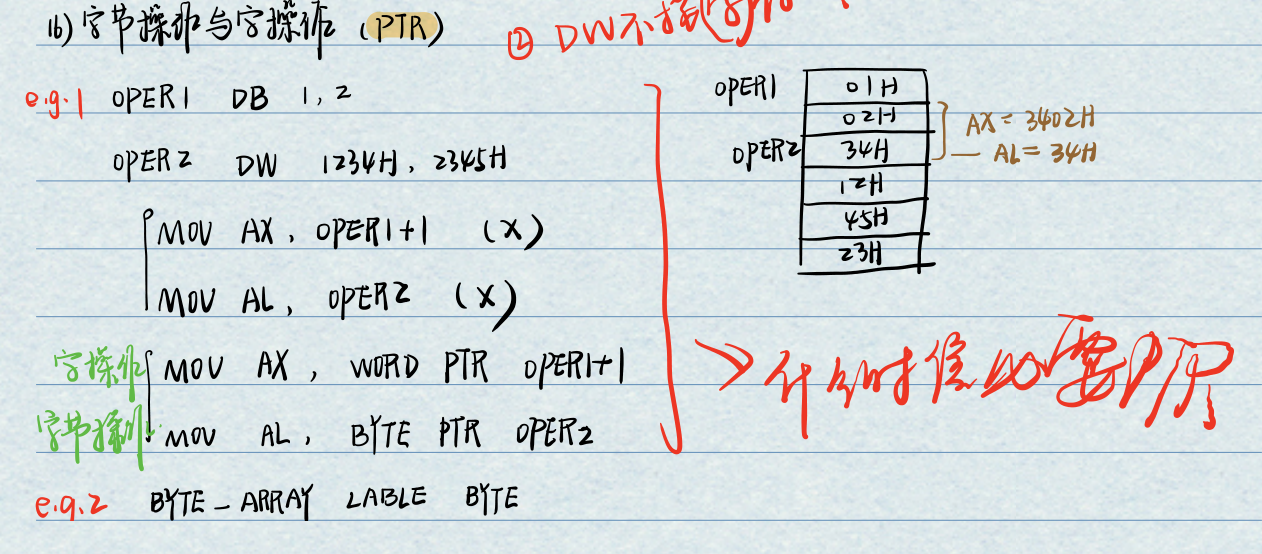 16) 字节操作与字操作 (PTR)
② DW不
e.g.1 OPER1 DB 1, 2
OPER2 DW 1234H, 2345H
MOV AX, OPER1+1 (X)
MOV AL, OPER2 (X)
字操作 MOV AX, WORD PTR OPER1+1
字节操作 MOV AL, BYTE PTR OPER2
e.g.2 BYTE_ARRAY LABLE BYTE
OPER1 01H
02H
OPER2 34H
12H
45H
23H
AX = 3402H
AL = 34H
什么时候必要